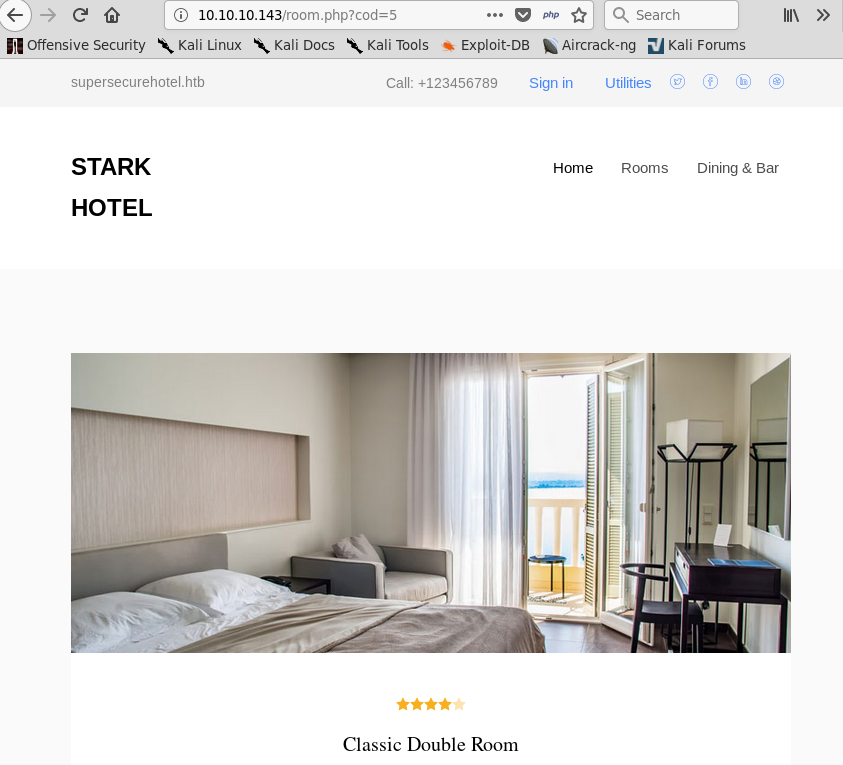 10.10.10.143/room.php?cod=5
php
Search
Offensive Security Kali Linux Kali Docs Kali Tools Exploit-DB Aircrack-ng Kali Forums
supersecurehotel.htb Call: +123456789 Sign in Utilities
STARK
HOTEL
Home Rooms Dining & Bar
Classic Double Room